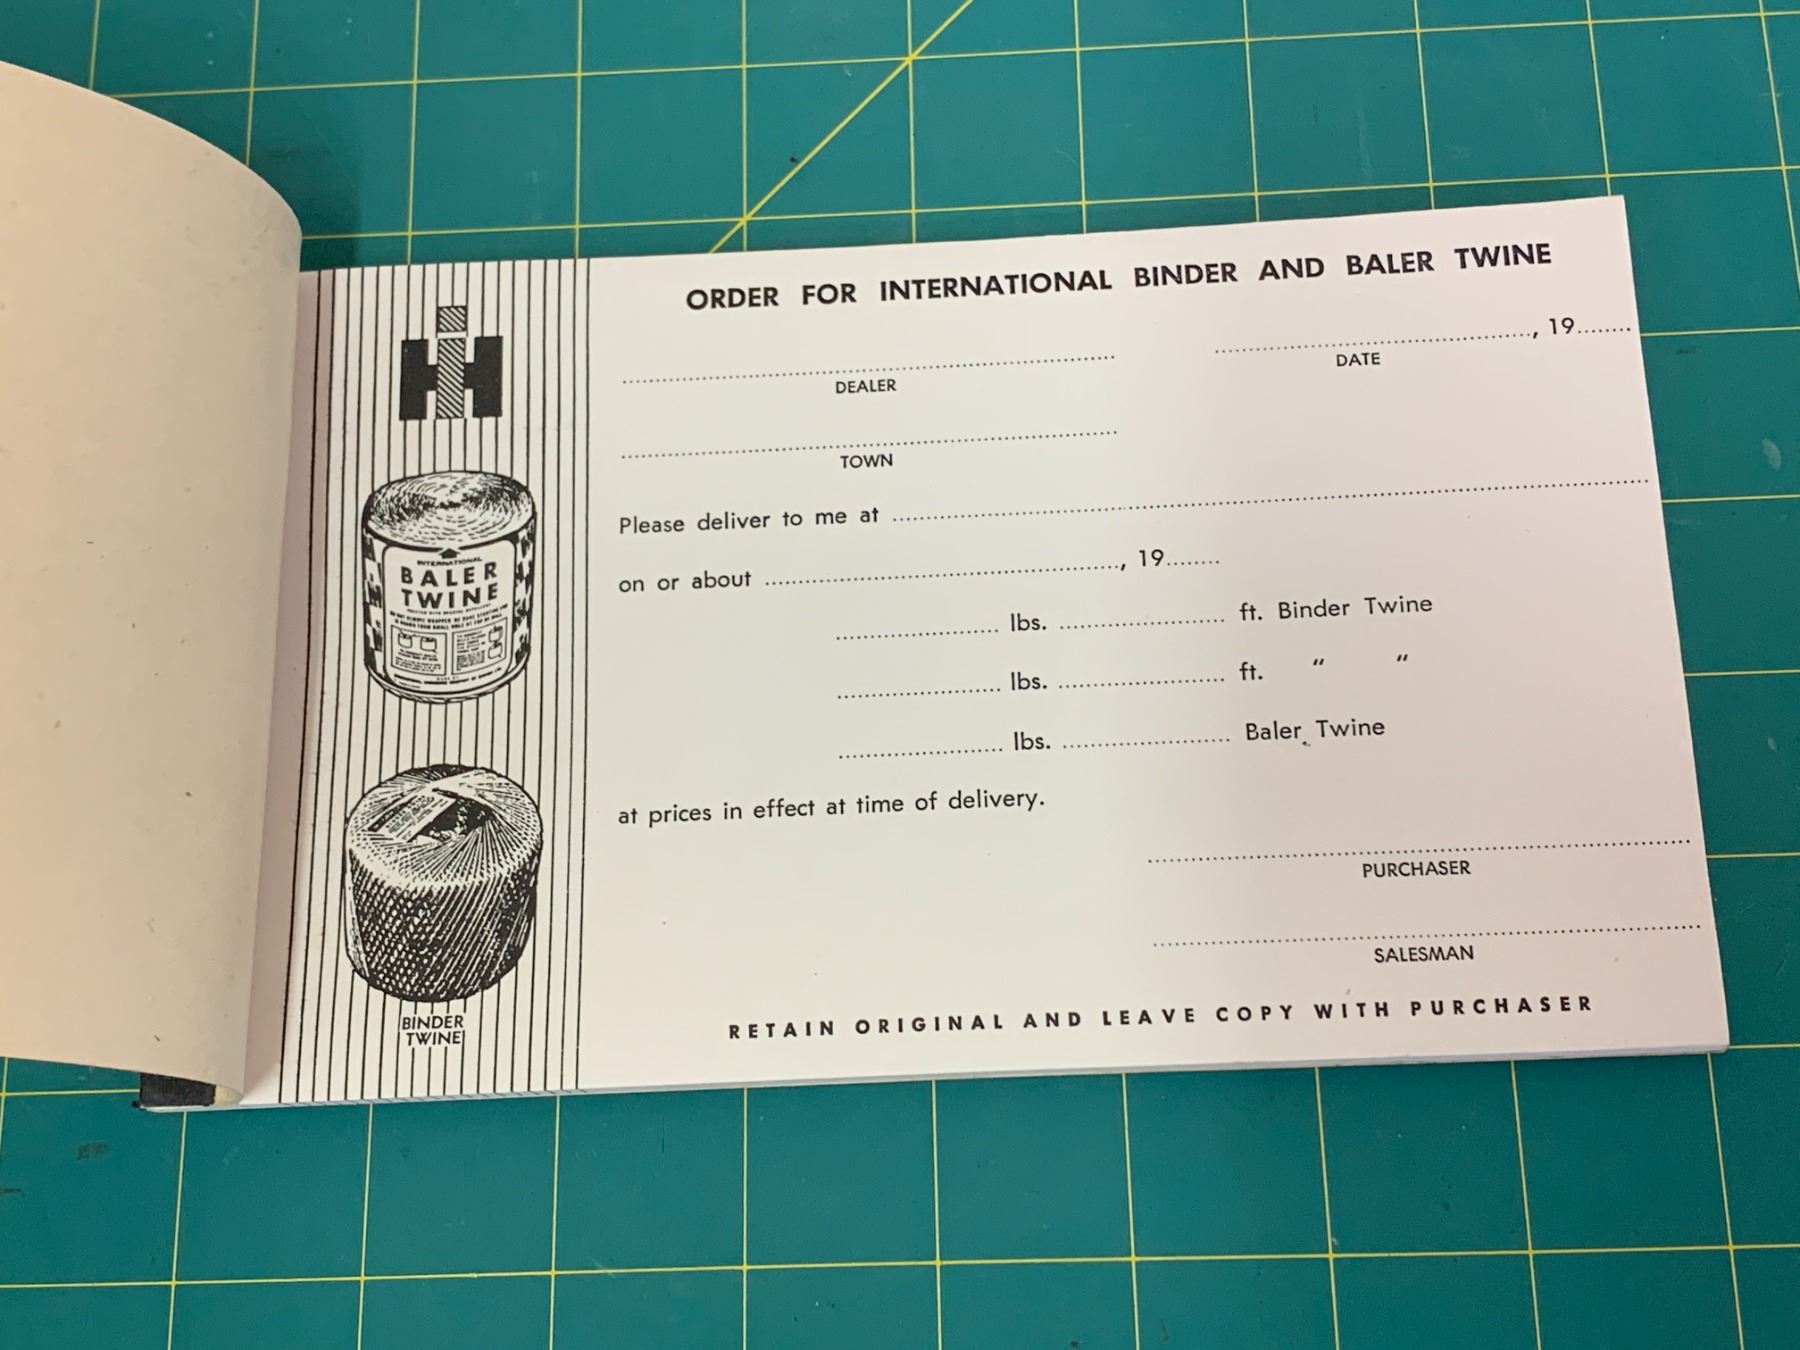 IH
INTERNATIONAL
BALER
TWINE
BINDER
TWINE
ORDER FOR INTERNATIONAL BINDER AND BALER TWINE
............, 19........
DEALER
DATE
TOWN
Please deliver to me at ............
on or about ............, 19........
............ lbs. ............ ft. Binder Twine
............ lbs. ............ ft. " "
............ lbs. ............ Baler Twine
at prices in effect at time of delivery.
PURCHASER
SALESMAN
RETAIN ORIGINAL AND LEAVE COPY WITH PURCHASER